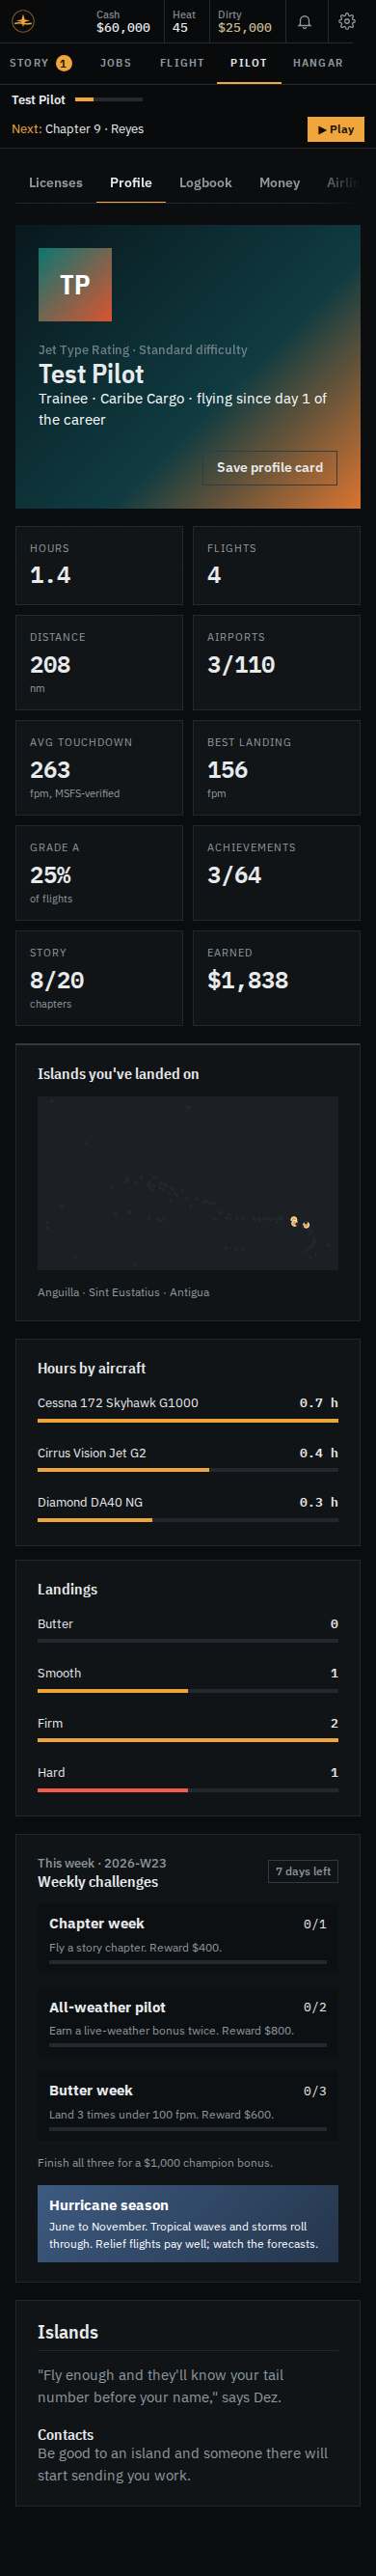 Cash
$60,000
Heat
45
Dirty
$25,000
STORY 1
JOBS
FLIGHT
PILOT
HANGAR
Test Pilot
Next: Chapter 9 · Reyes
▶ Play
Licenses
Profile
Logbook
Money
TP
Jet Type Rating · Standard difficulty
Test Pilot
Trainee · Caribe Cargo · flying since day 1 of
the career
Save profile card
HOURS
1.4
FLIGHTS
4
DISTANCE
208
nm
AIRPORTS
3/110
AVG TOUCHDOWN
263
fpm, MSFS-verified
BEST LANDING
156
fpm
GRADE A
25%
of flights
ACHIEVEMENTS
3/64
STORY
8/20
chapters
EARNED
$1,838
Islands you've landed on
Anguilla · Sint Eustatius · Antigua
Hours by aircraft
Cessna 172 Skyhawk G1000 0.7 h
Cirrus Vision Jet G2 0.4 h
Diamond DA40 NG 0.3 h
Landings
Butter 0
Smooth 1
Firm 2
Hard 1
This week · 2026-W23
Weekly challenges
7 days left
Chapter week 0/1
Fly a story chapter. Reward $400.
All-weather pilot 0/2
Earn a live-weather bonus twice. Reward $800.
Butter week 0/3
Land 3 times under 100 fpm. Reward $600.
Finish all three for a $1,000 champion bonus.
Hurricane season
June to November. Tropical waves and storms roll
through. Relief flights pay well; watch the forecasts.
Islands
"Fly enough and they'll know your tail
number before your name," says Dez.
Contacts
Be good to an island and someone there will
start sending you work.